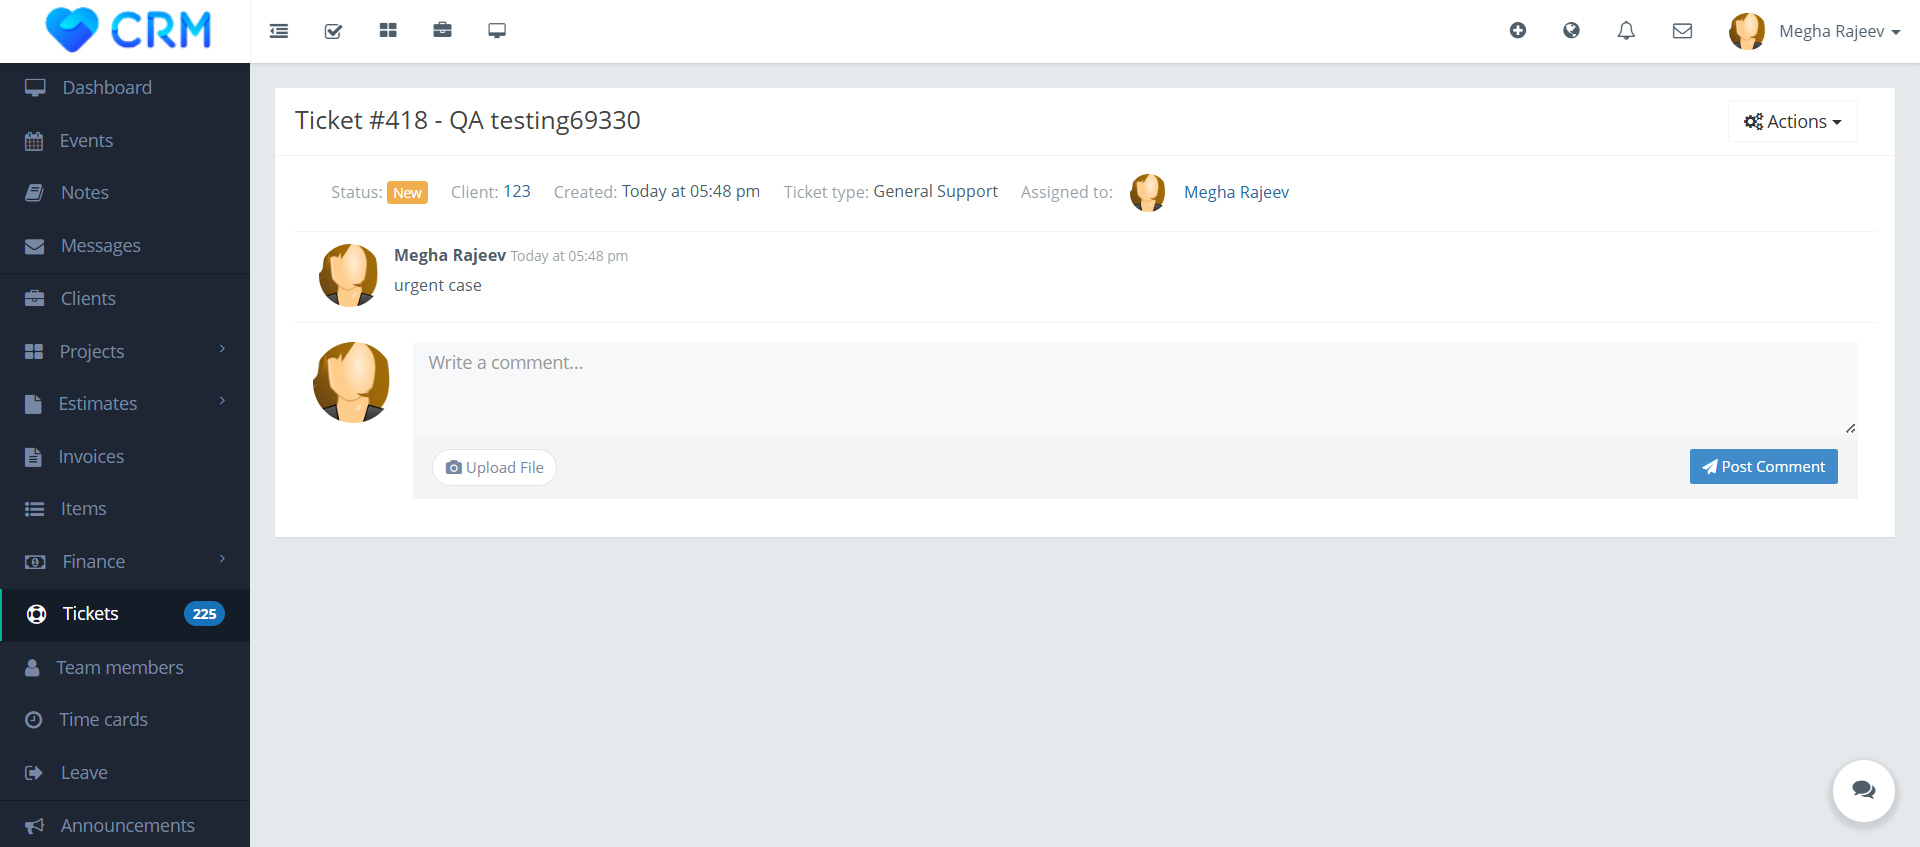 CRM
Megha Rajeev
Dashboard
Events
Notes
Messages
Clients
Projects
Estimates
Invoices
Items
Finance
Tickets 225
Team members
Time cards
Leave
Announcements
Ticket #418 - QA testing69330
Actions
Status: New Client: 123 Created: Today at 05:48 pm Ticket type: General Support Assigned to: Megha Rajeev
Megha Rajeev Today at 05:48 pm
urgent case
Write a comment...
Upload File
Post Comment